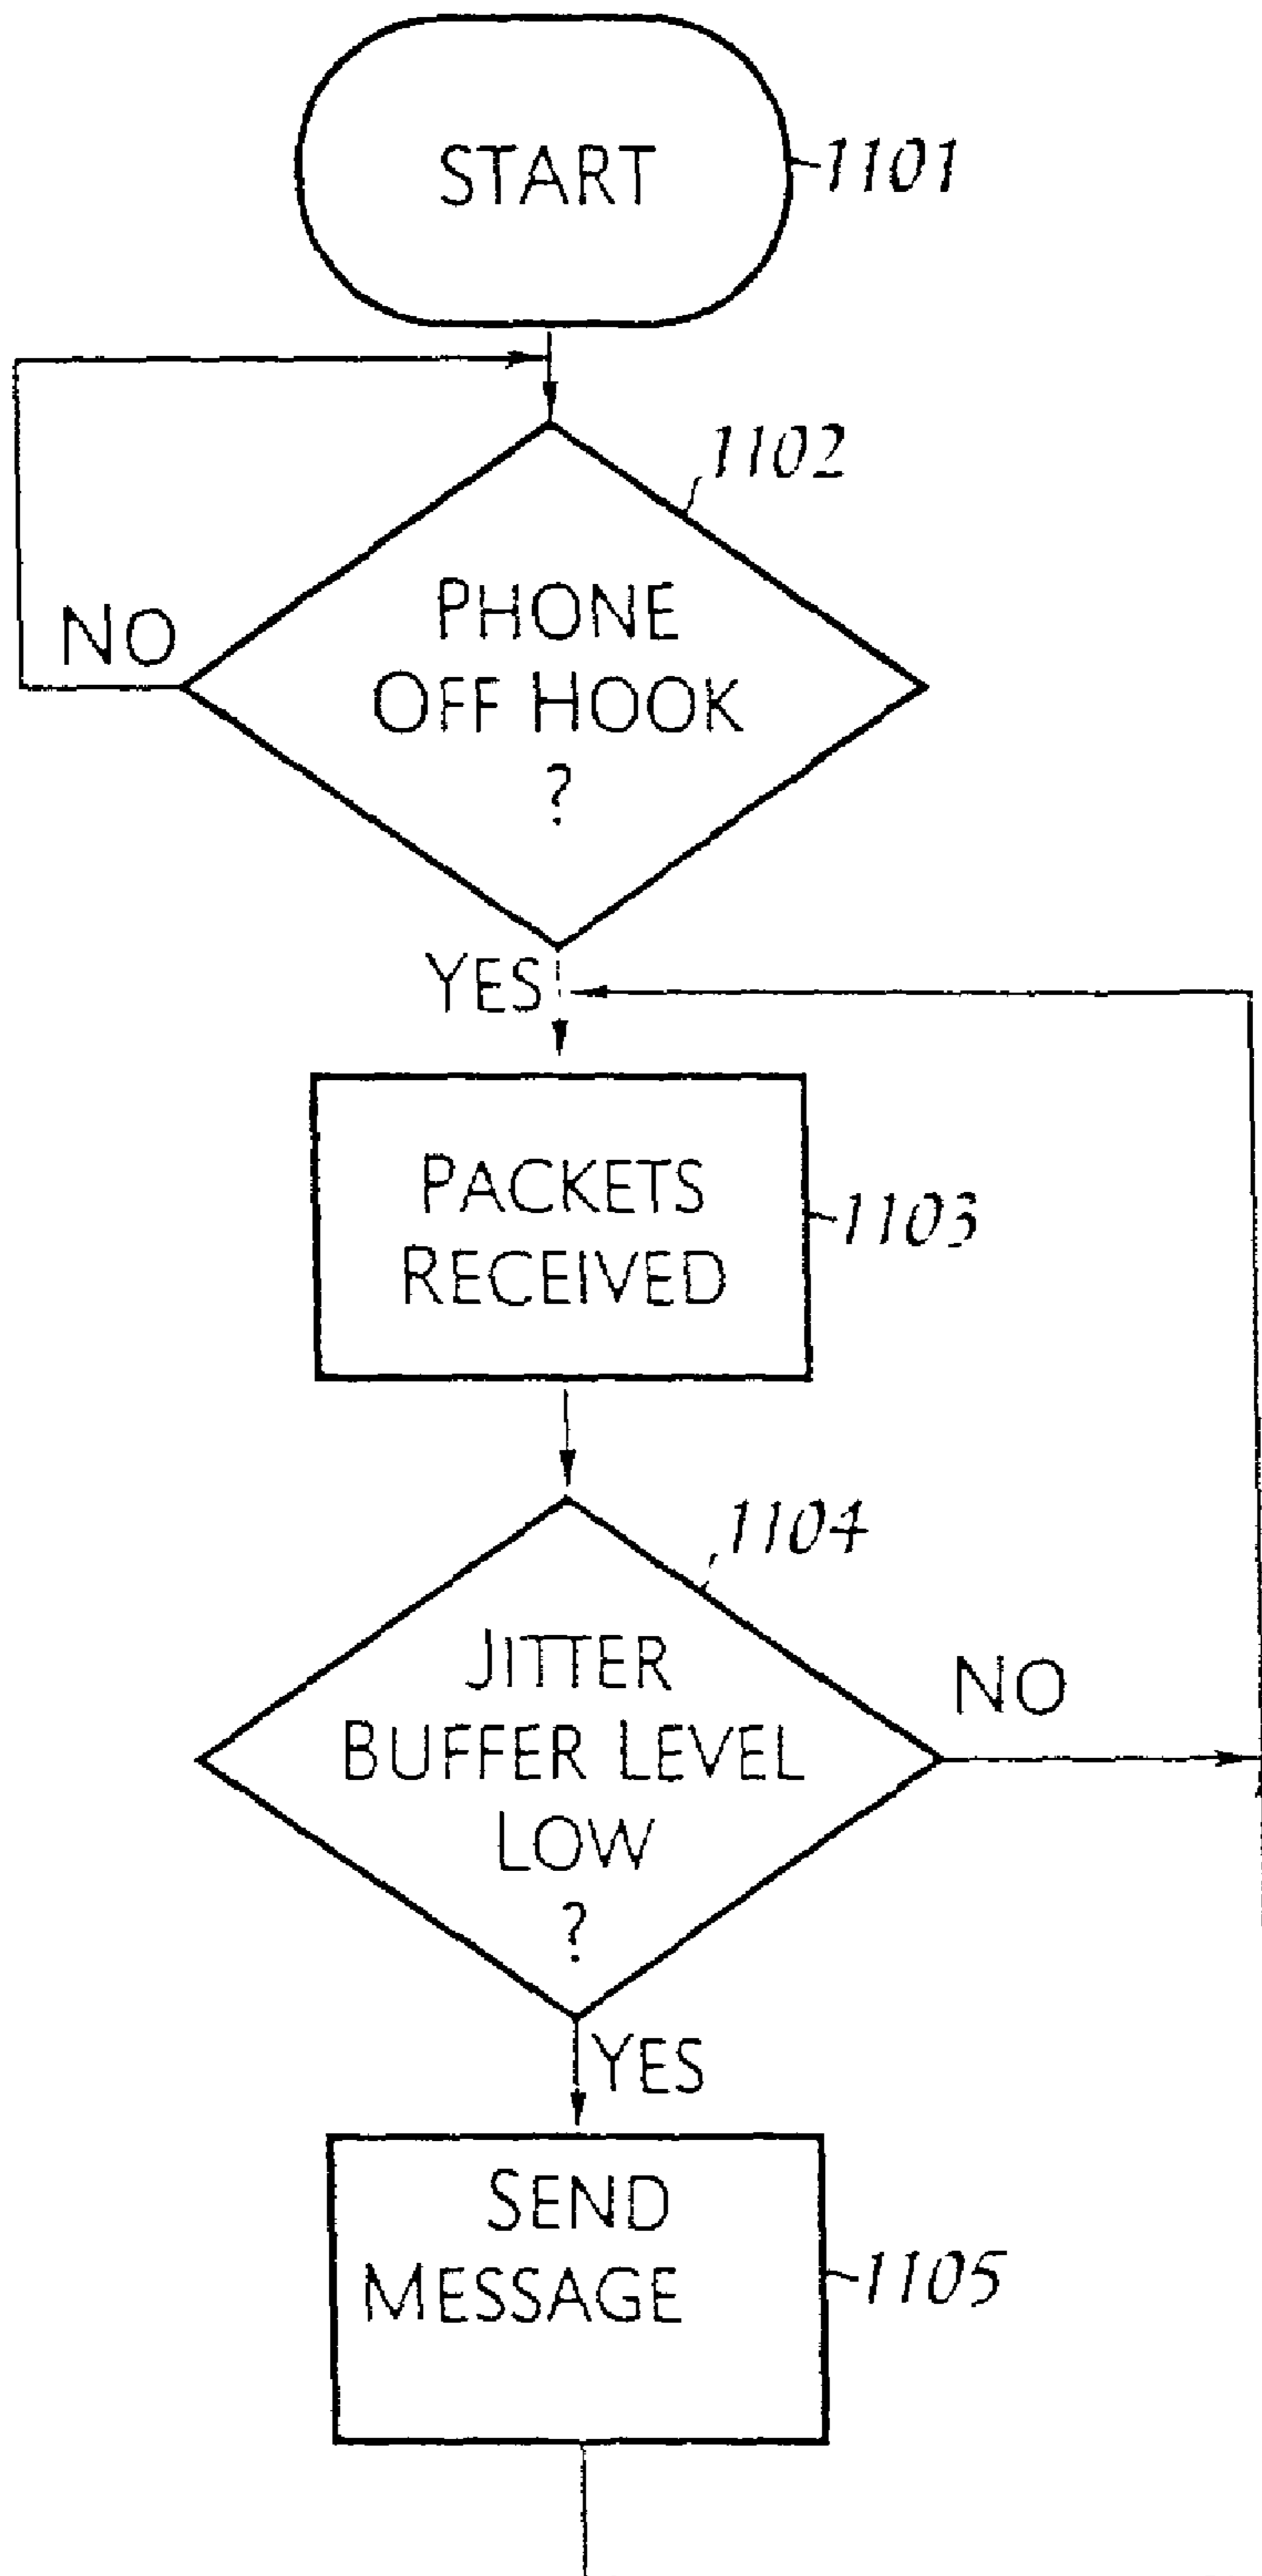 START
1101
1102
PHONE
OFF HOOK
?
NO
YES
PACKETS
RECEIVED
1103
1104
JITTER
BUFFER LEVEL
LOW
?
NO
YES
SEND
MESSAGE
1105